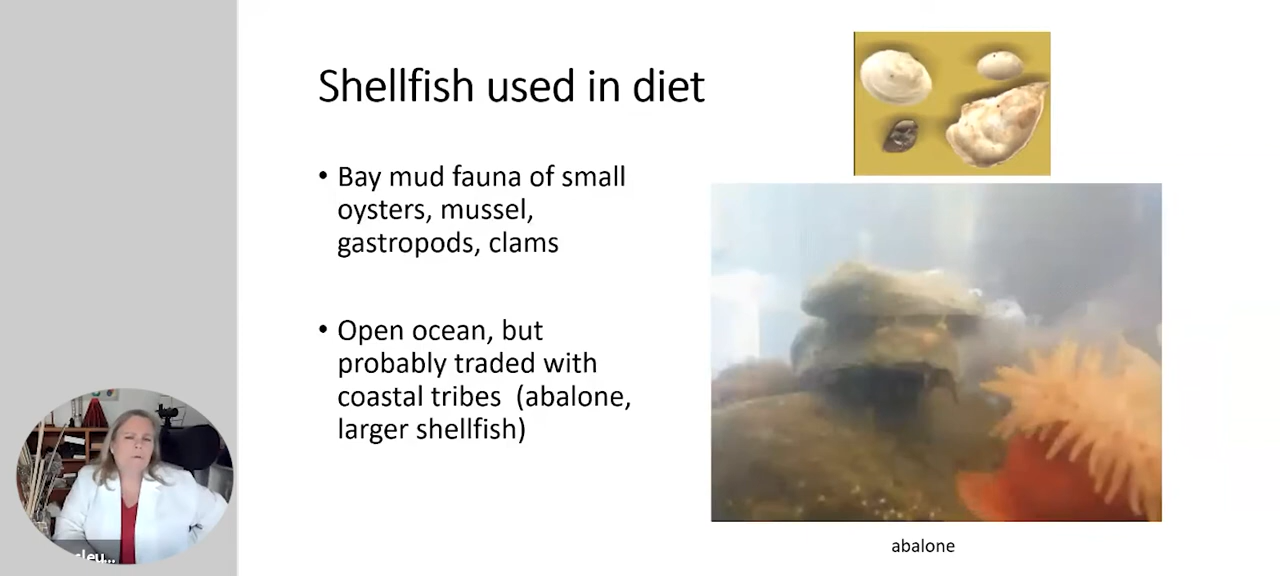 Shellfish used in diet
• Bay mud fauna of small
oysters, mussel,
gastropods, clams
• Open ocean, but
probably traded with
coastal tribes (abalone,
larger shellfish)
abalone